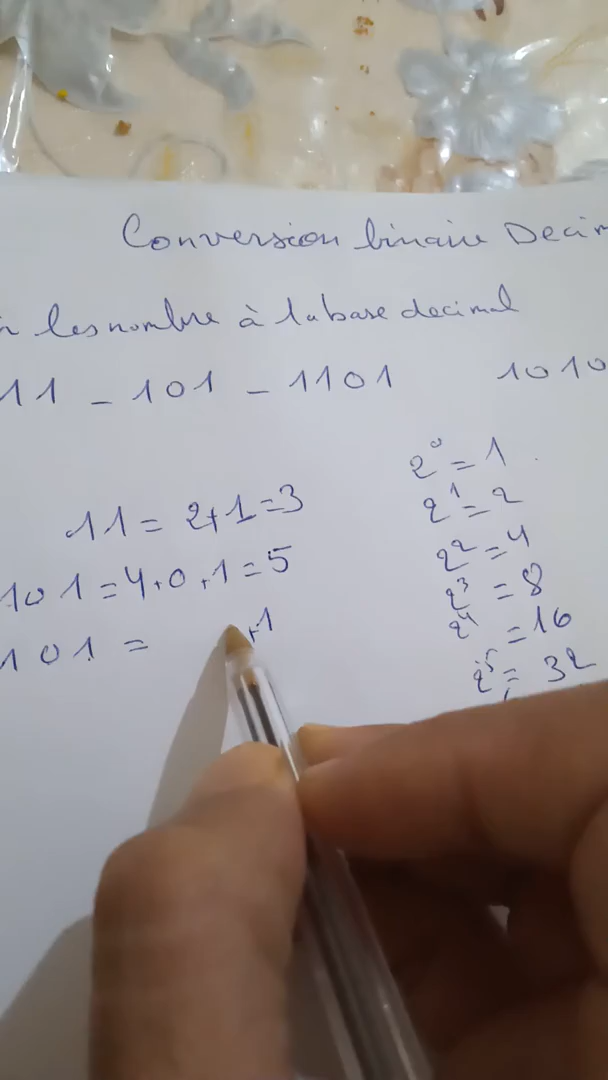 Conversion binaire Decim
les nombre à la base decimal
11 - 101 - 1101 1010
2⁰ = 1
11 = 2+1=3
2¹ = 2
2² = 4
101=4+0+1=5
2³ = 8
2⁴ = 16
101 = +1
2⁵ = 32